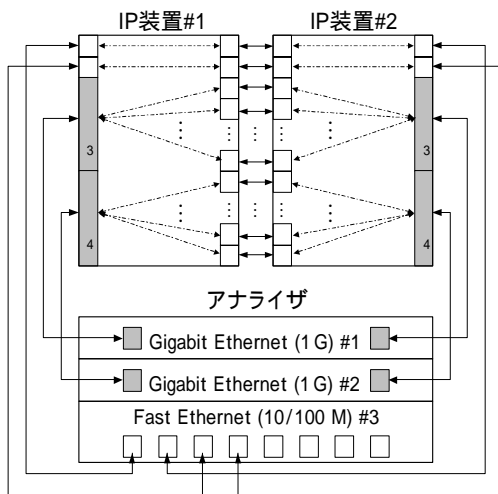 IP装置#1
IP装置#2
3
3
4
4
アナライザ
Gigabit Ethernet (1 G) #1
Gigabit Ethernet (1 G) #2
Fast Ethernet (10/100 M) #3